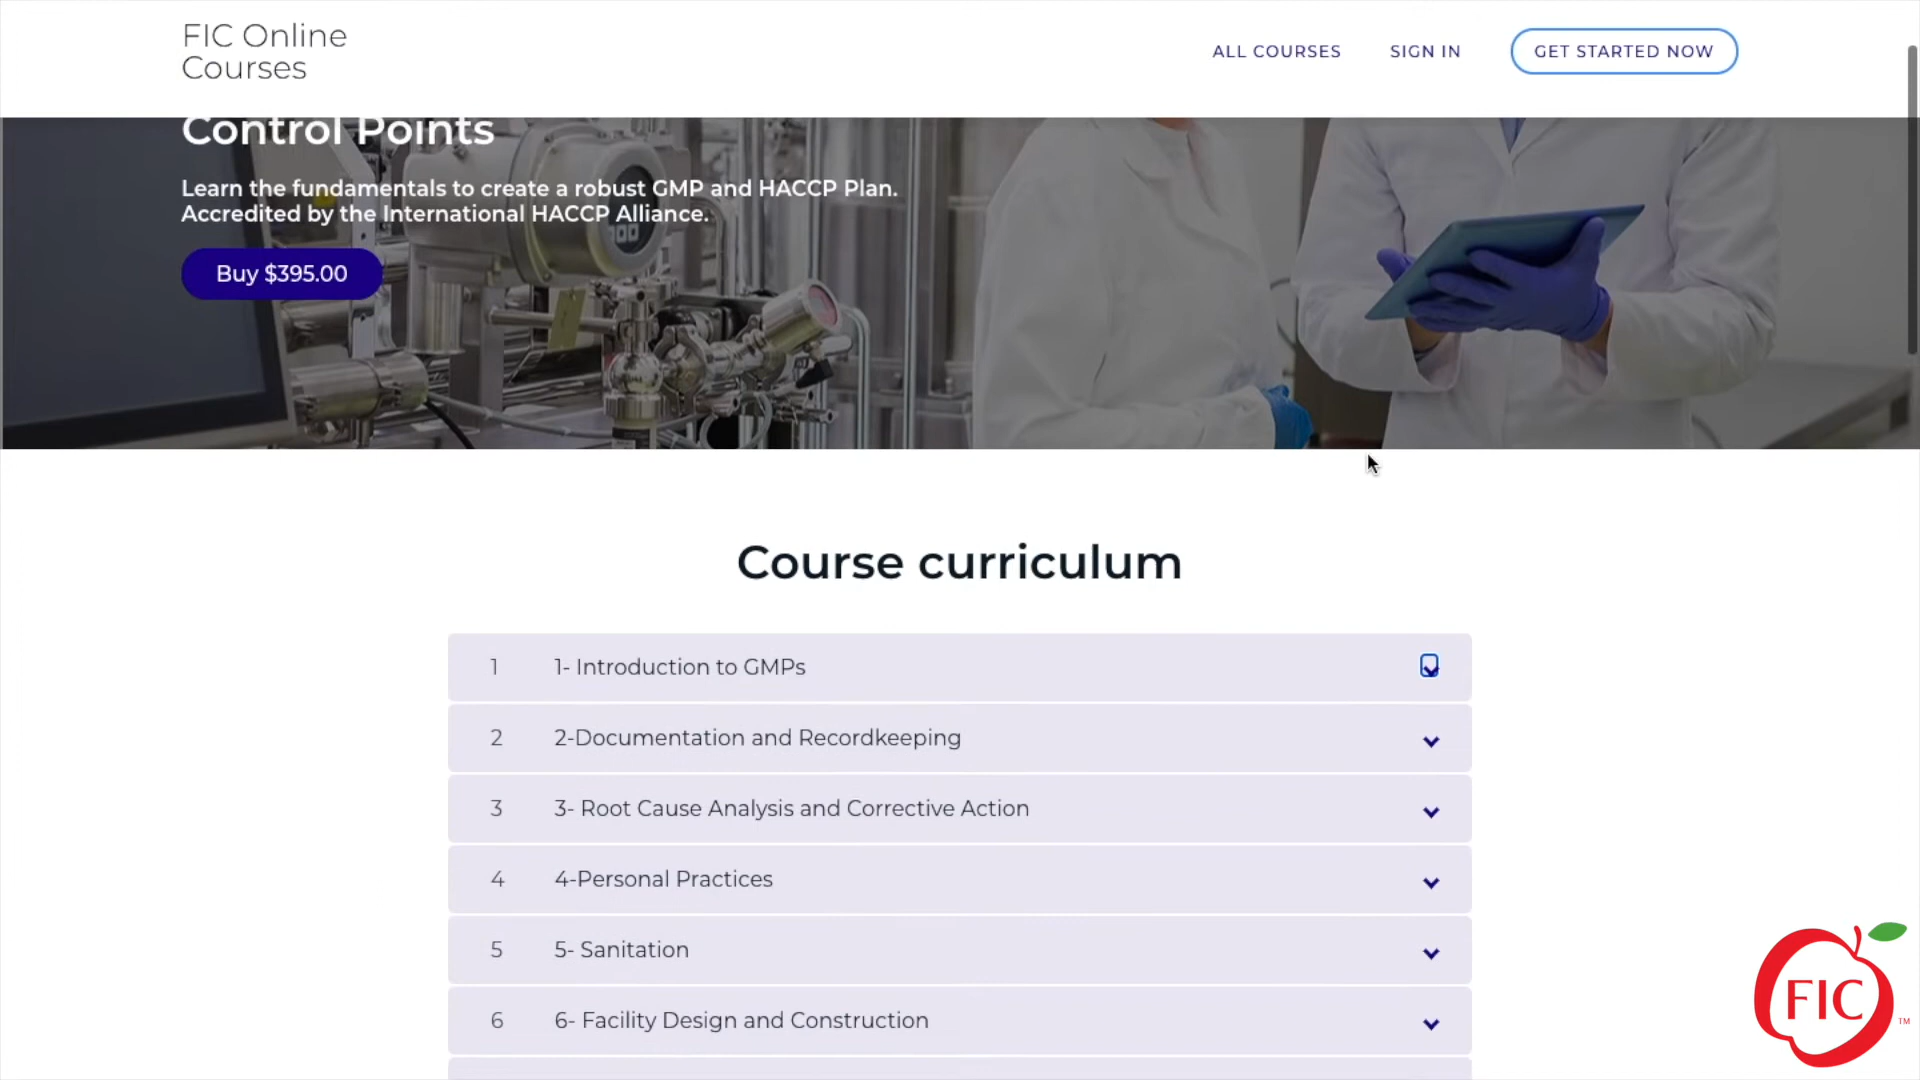 FIC Online
Courses
ALL COURSES
SIGN IN
GET STARTED NOW
Control Points
Learn the fundamentals to create a robust GMP and HACCP Plan.
Accredited by the International HACCP Alliance.
Buy $395.00
Course curriculum
1 1- Introduction to GMPs
2 2-Documentation and Recordkeeping
3 3- Root Cause Analysis and Corrective Action
4 4-Personal Practices
5 5- Sanitation
6 6- Facility Design and Construction
FIC
TM